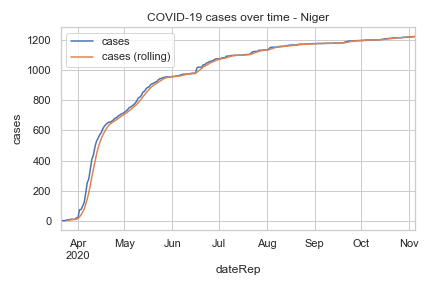 COVID-19 cases over time - Niger
cases
cases (rolling)
1200
1000
800
600
400
200
0
cases
Apr
2020
May
Jun
Jul
Aug
Sep
Oct
Nov
dateRep